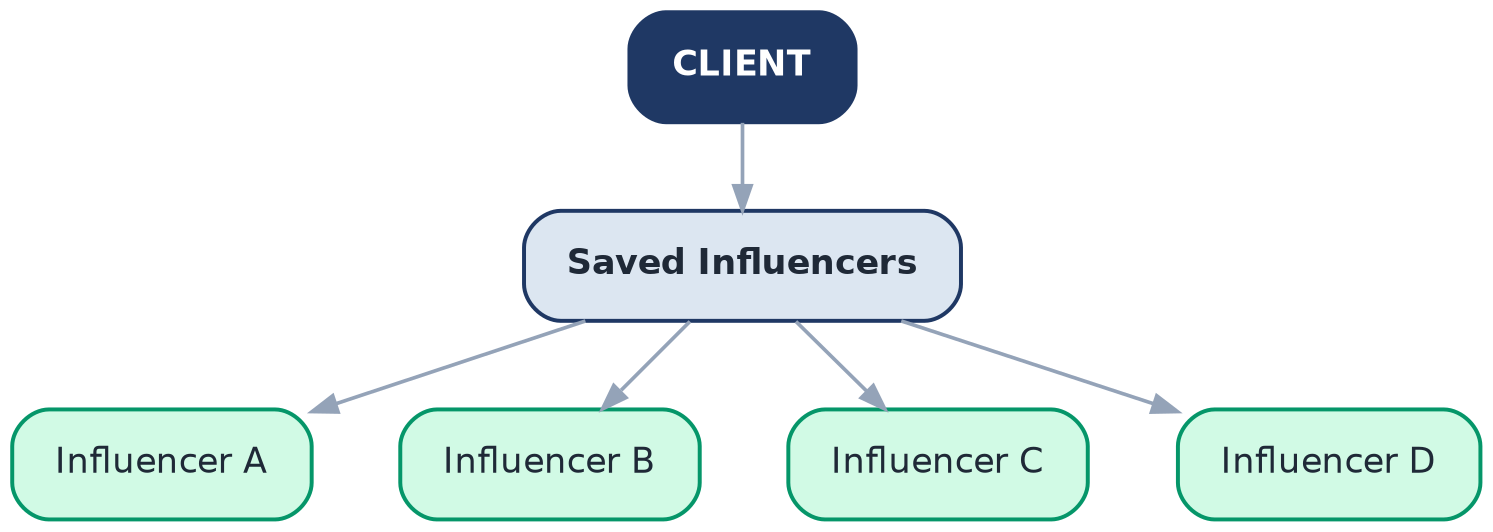 CLIENT
Saved Influencers
Influencer A
Influencer B
Influencer C
Influencer D